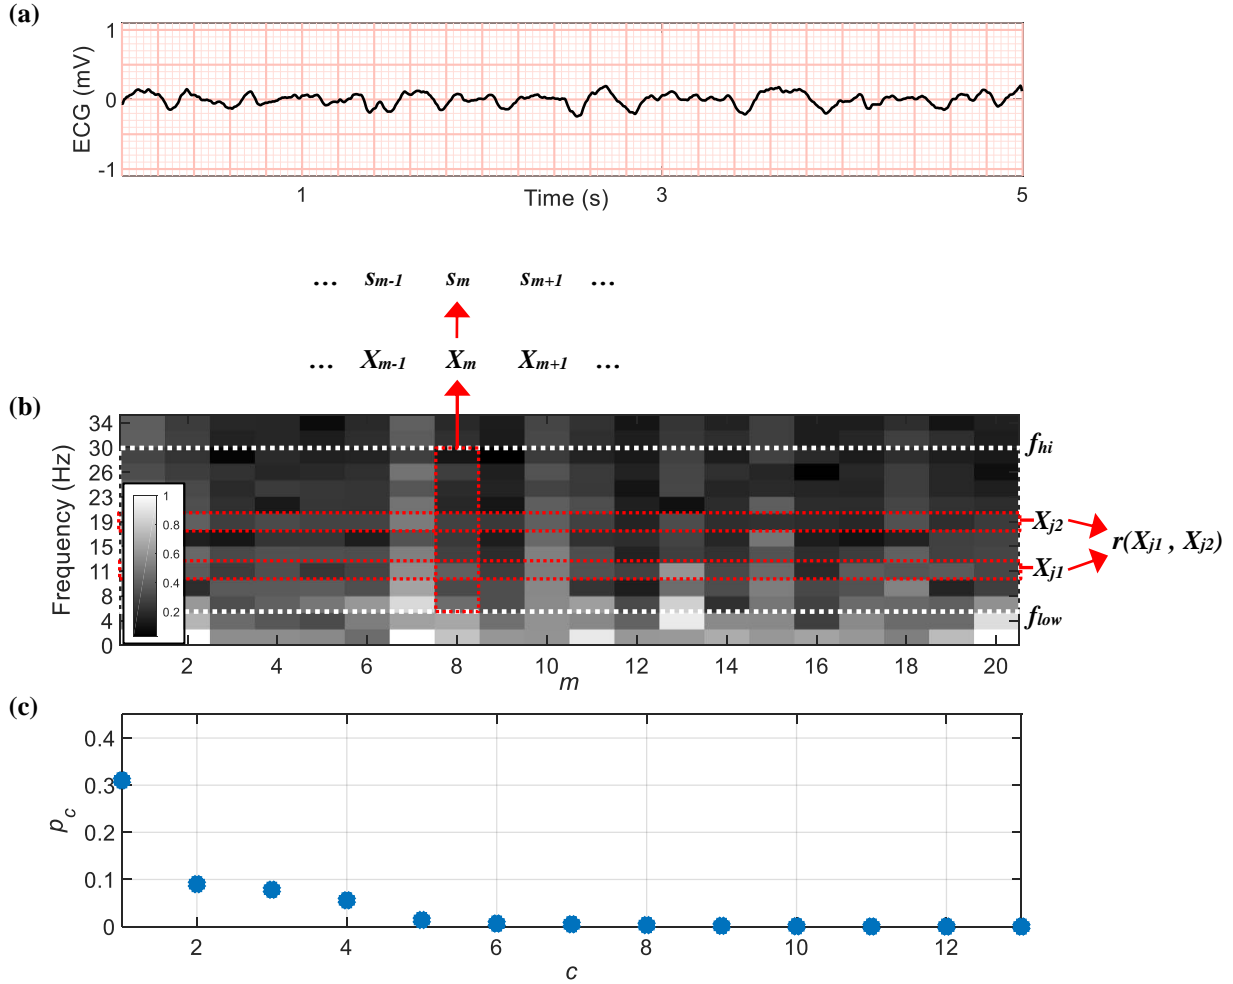 (a)
ECG (mV)
1
0
-1
1 3 5
Time (s)
... sm-1 sm sm+1 ...
... Xm-1 Xm Xm+1 ...
(b)
Frequency (Hz)
34
30
26
23
19
15
11
8
4
0
1
0.8
0.6
0.4
0.2
fhi
Xj2
r(Xj1 , Xj2)
Xj1
flow
2 4 6 8 10 12 14 16 18 20
m
(c)
pc
0.4
0.3
0.2
0.1
0
2 4 6 8 10 12
c